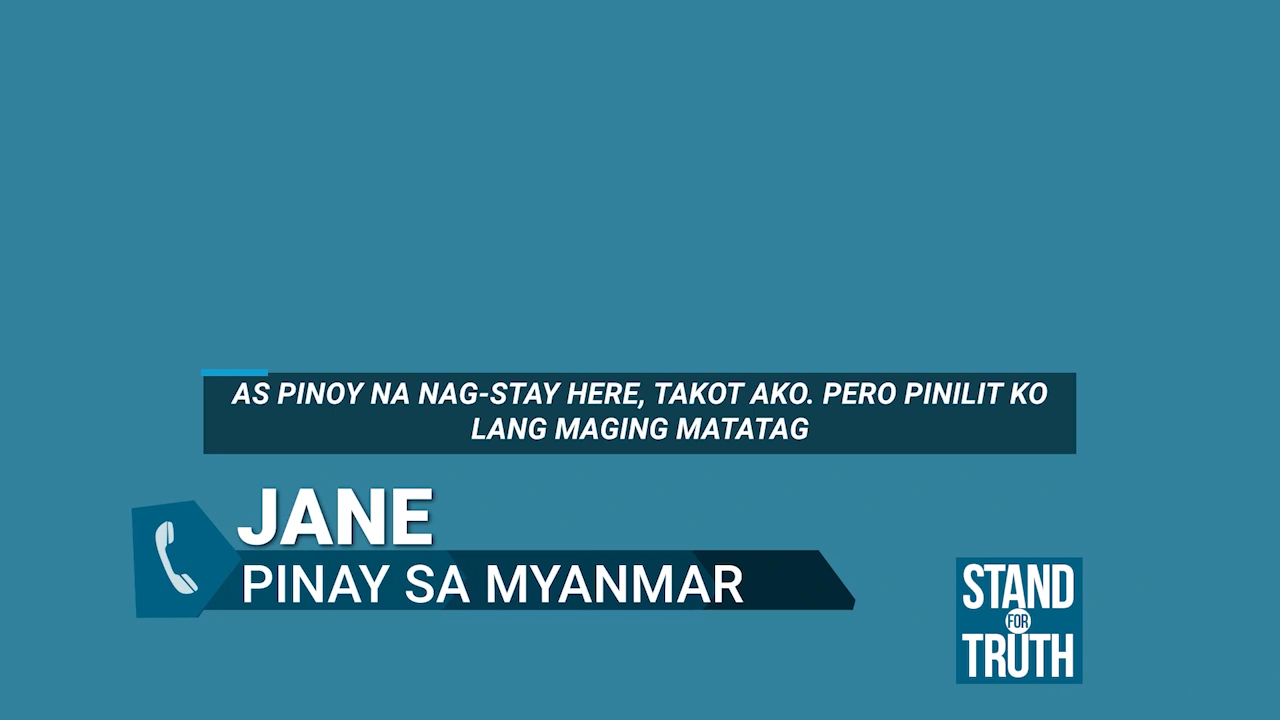 AS PINOY NA NAG-STAY HERE, TAKOT AKO. PERO PINILIT KO
LANG MAGING MATATAG
JANE
PINAY SA MYANMAR
STAND
FOR
TRUTH